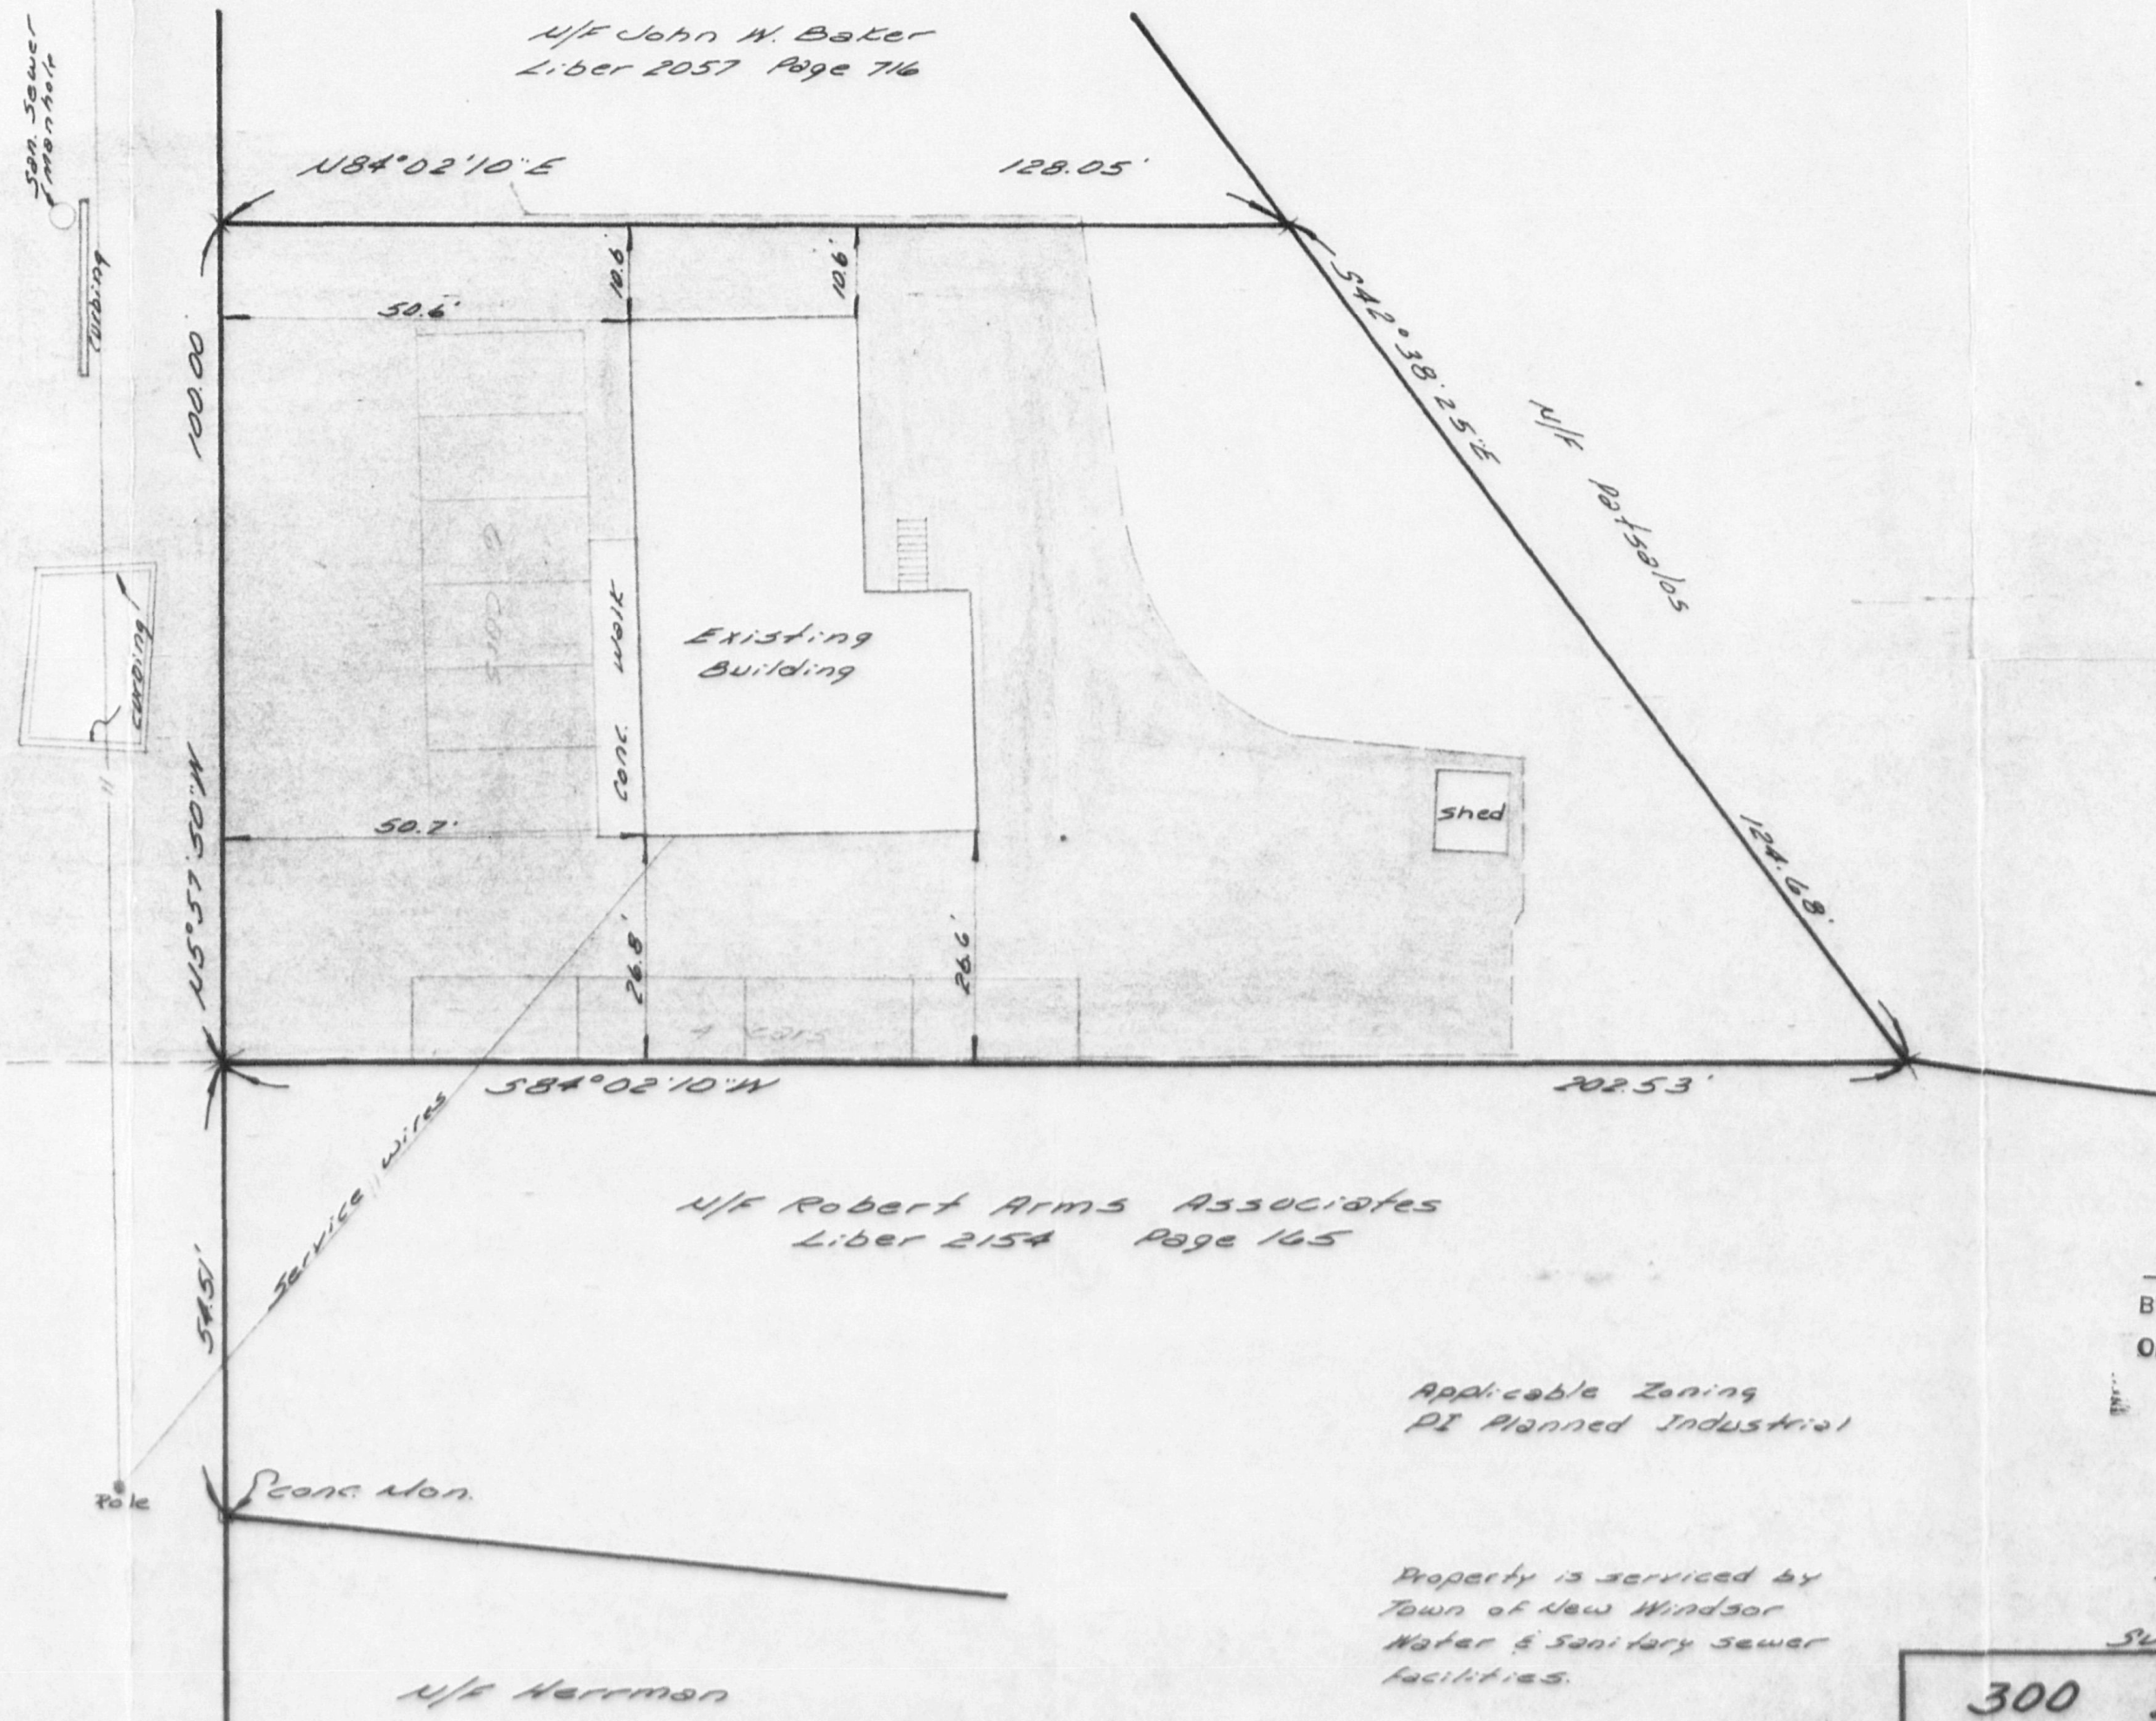 N/F John W. Baker
Liber 2057 Page 716
San. Sewer
Manhole
N84°02'10"E
128.05'
curbing
10.6'
10.6'
50.6'
100.00
S42°38'25"E
N/F Patsalos
6 Cars
Conc. Walk
Existing
Building
curbing
shed
N15°57'50"W
50.7'
124.68'
26.8'
26.6'
4 cars
S84°02'10"W
202.53'
service wires
N/F Robert Arms Associates
Liber 2154 Page 165
54.51'
B
O
Applicable Zoning
PI Planned Industrial
Pole
conc. Mon.
Property is serviced by
Town of New Windsor
Water & Sanitary sewer
facilities.
Su
N/F Herrman
300